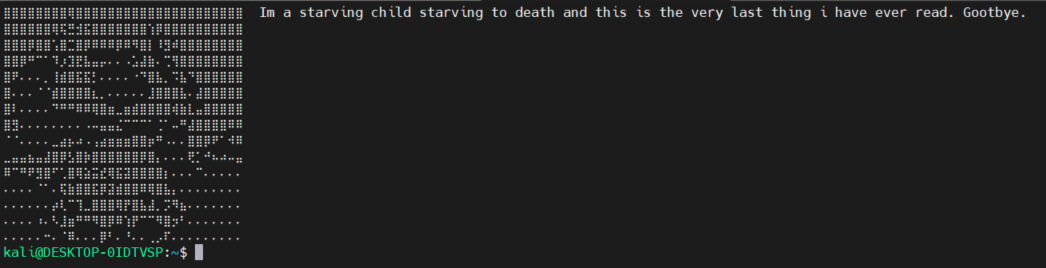 Im a starving child starving to death and this is the very last thing i have ever read. Gootbye.
kali@DESKTOP-0IDTVSP:~$